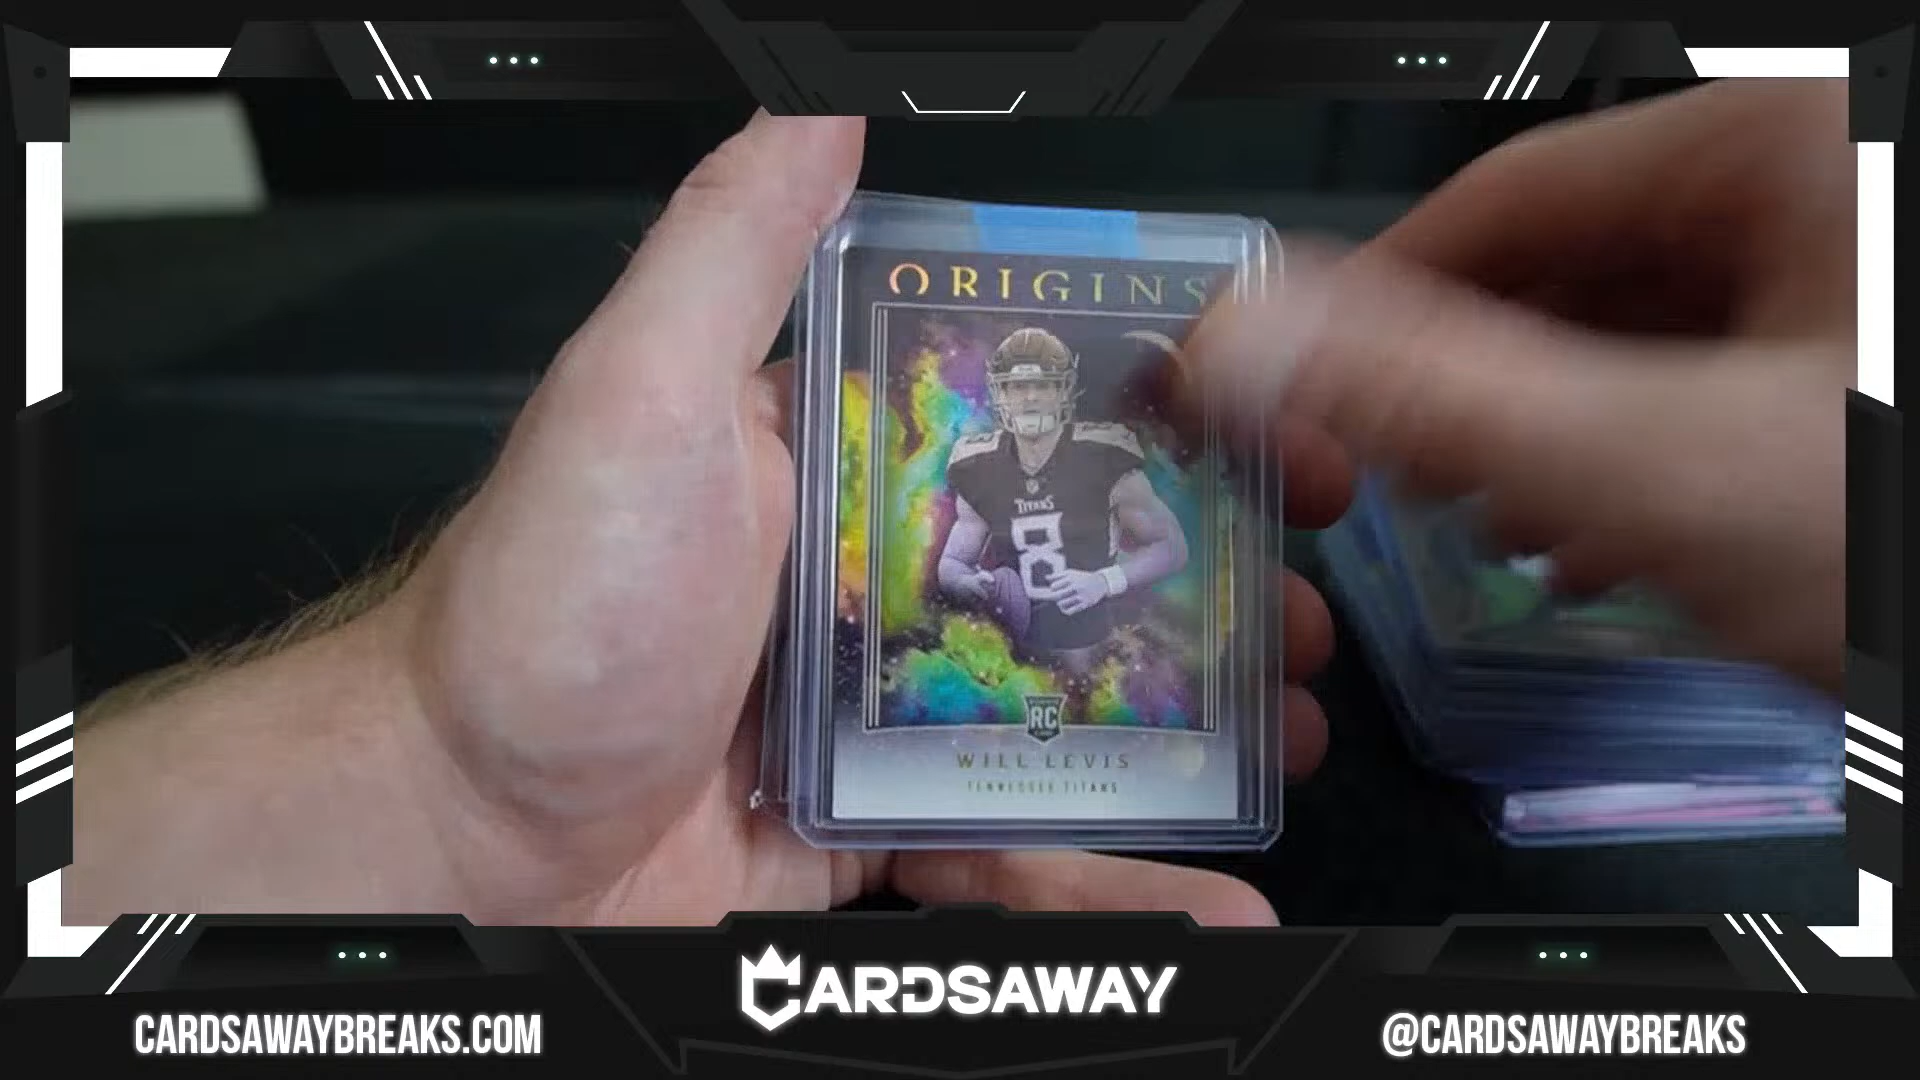 ORIGINS
TITANS
8
RC
WILL LEVIS
TENNESSEE TITANS
CARDSAWAY
CARDSAWAYBREAKS.COM
@CARDSAWAYBREAKS